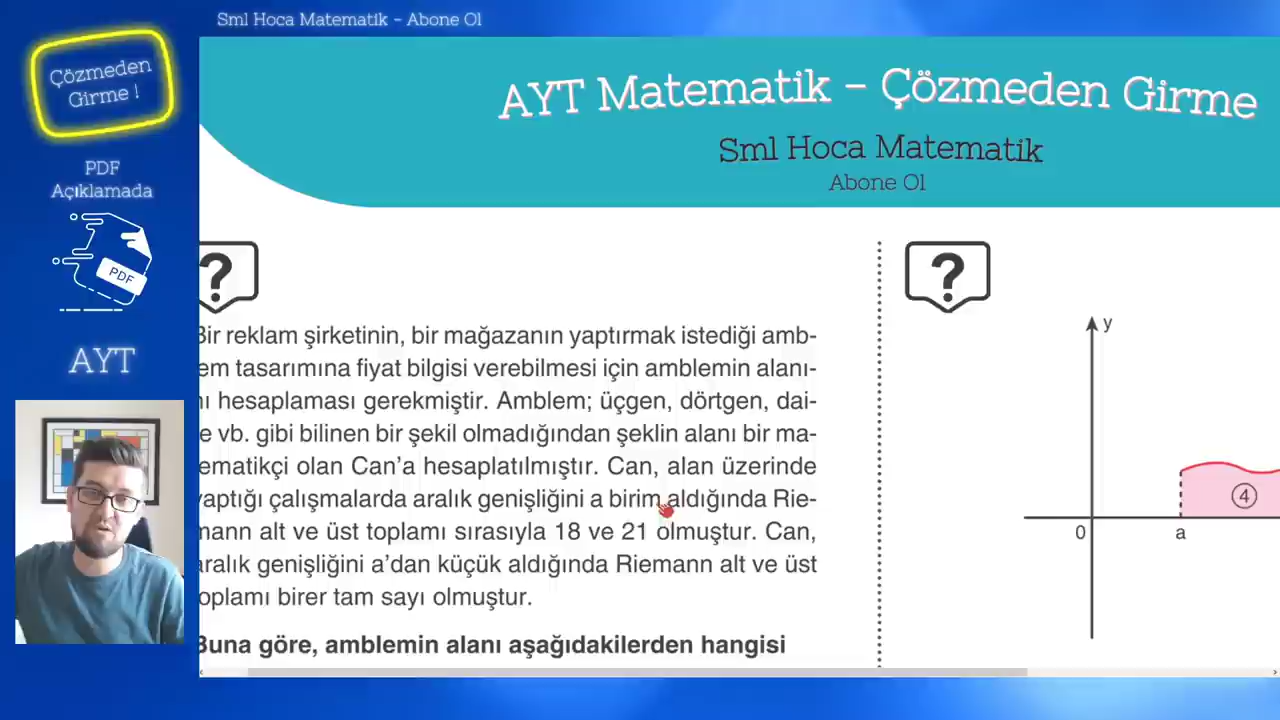 Sml Hoca Matematik - Abone Ol
Çözmeden
Girme !
PDF
Açıklamada
PDF
AYT
AYT Matematik - Çözmeden Girme
Sml Hoca Matematik
Abone Ol
?
Bir reklam şirketinin, bir mağazanın yaptırmak istediği amb-
em tasarımına fiyat bilgisi verebilmesi için amblemin alanı-
nı hesaplaması gerekmiştir. Amblem; üçgen, dörtgen, dai-
e vb. gibi bilinen bir şekil olmadığından şeklin alanı bir ma-
ematikçi olan Can'a hesaplatılmıştır. Can, alan üzerinde
yaptığı çalışmalarda aralık genişliğini a birim aldığında Rie-
mann alt ve üst toplamı sırasıyla 18 ve 21 olmuştur. Can,
aralık genişliğini a'dan küçük aldığında Riemann alt ve üst
oplamı birer tam sayı olmuştur.
Buna göre, amblemin alanı aşağıdakilerden hangisi
?
y
4
0 a